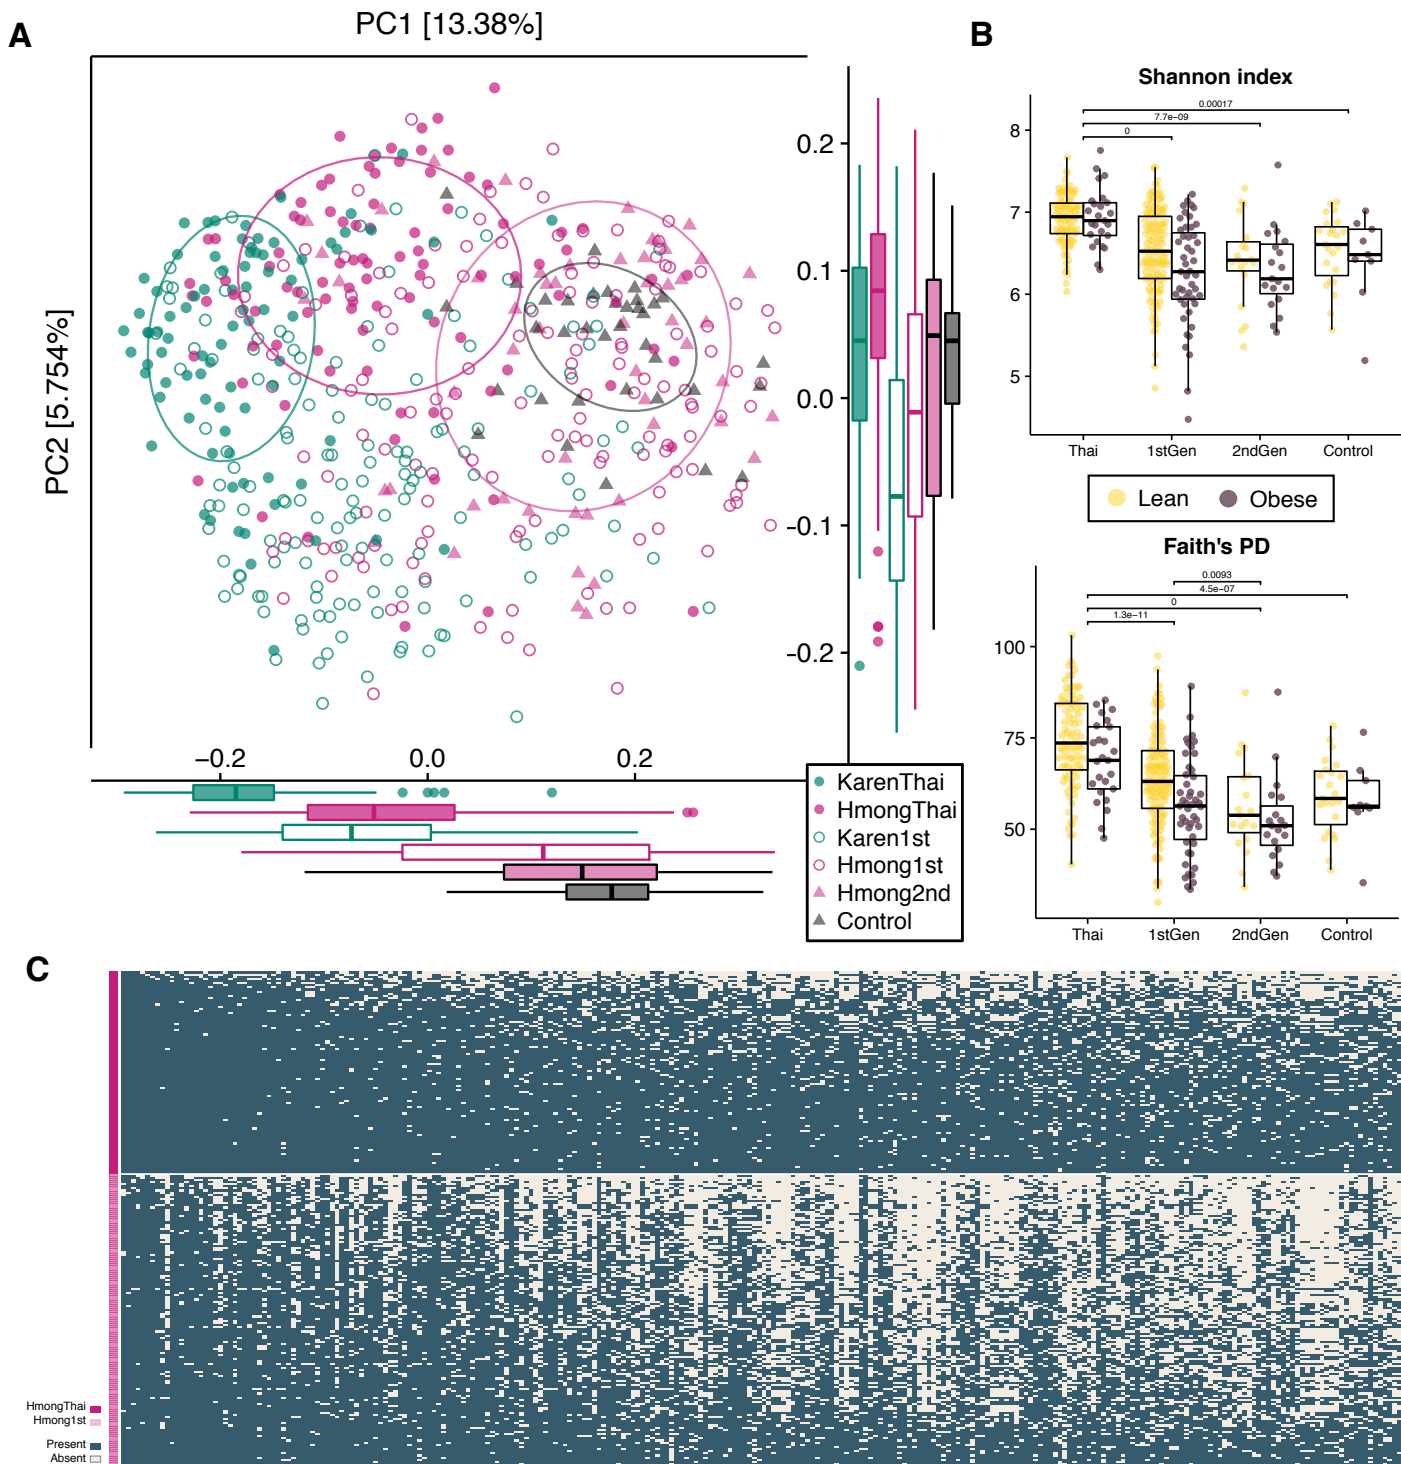 A
PC1 [13.38%]
PC2 [5.754%]
0.2
0.1
0.0
-0.1
-0.2
−0.2
0.0
0.2
KarenThai
HmongThai
Karen1st
Hmong1st
Hmong2nd
Control
B
Shannon index
0.00017
7.7e-09
0
8
7
6
5
Thai
1stGen
2ndGen
Control
Lean
Obese
Faith's PD
0.0093
4.5e-07
0
1.3e-11
100
75
50
Thai
1stGen
2ndGen
Control
C
HmongThai
Hmong1st
Present
Absent